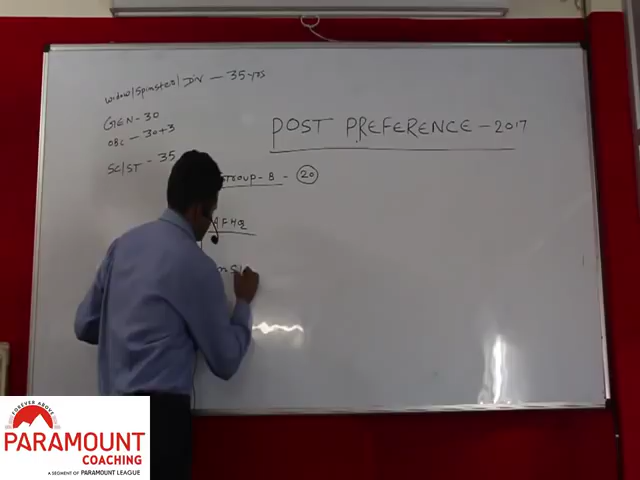 widow/Spinster/Div - 35 yrs
GEN - 30
OBC - 30+3
SC/ST - 35
POST PREFERENCE - 2017
Group - B - 20
AFHQ
FOREVER ABOVE
PARAMOUNT
COACHING
A SEGMENT OF PARAMOUNT LEAGUE